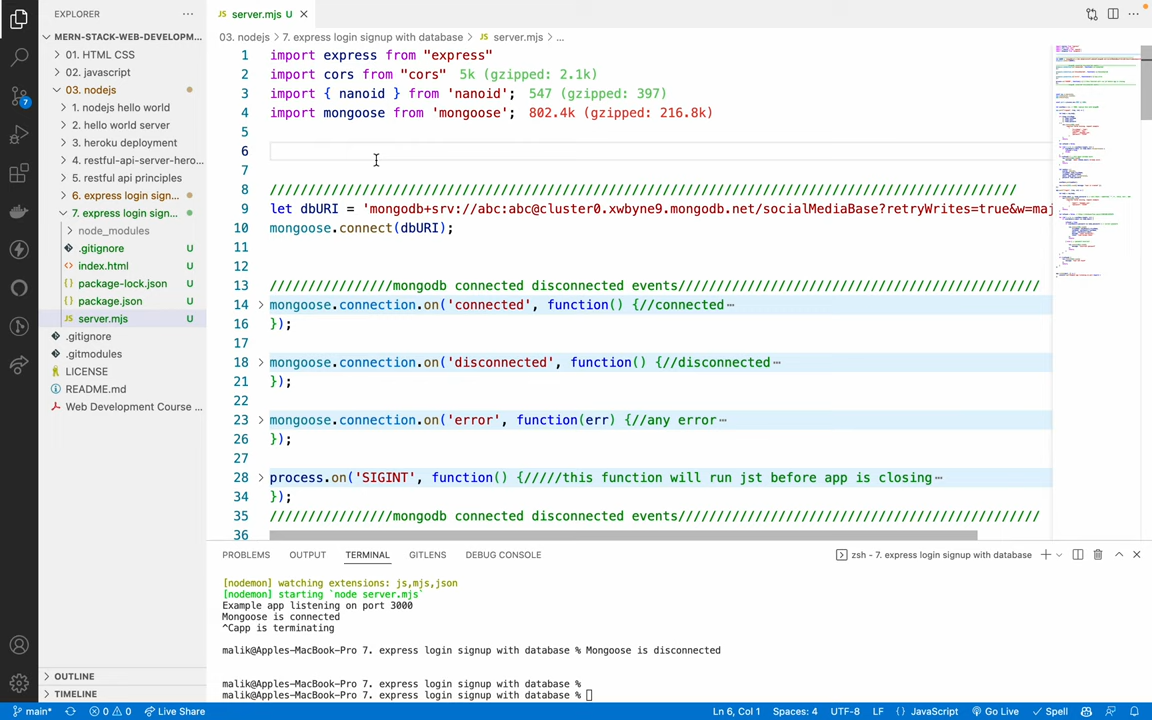 EXPLORER
server.mjs U
MERN-STACK-WEB-DEVELOPM...
03. nodejs > 7. express login signup with database > JS server.mjs > ...
01. HTML CSS
02. javascript
03. nodejs
1. nodejs hello world
2. hello world server
3. heroku deployment
4. restful-api-server-hero...
5. restful api principles
6. express login sign...
7. express login sign...
node_modules
.gitignore U
index.html U
package-lock.json U
package.json U
JS server.mjs U
.gitignore
.gitmodules
LICENSE
README.md
Web Development Course ...
OUTLINE
TIMELINE
7
1 import express from "express"
2 import cors from "cors" 5k (gzipped: 2.1k)
3 import { nanoid } from 'nanoid'; 547 (gzipped: 397)
4 import mongoose from 'mongoose'; 802.4k (gzipped: 216.8k)
5
6
7
8 /////////////////////////////////////////////////////////////////////////////////////////////////
9 let dbURI = 'mongodb+srv://abc:abc@cluster0.xwbyne9.mongodb.net/socialMediaBase?retryWrites=true&w=maj
10 mongoose.connect(dbURI);
11
12
13 ////////////////mongodb connected disconnected events///////////////////////////////////////////////
14 mongoose.connection.on('connected', function() {//connected…
16 });
17
18 mongoose.connection.on('disconnected', function() {//disconnected…
21 });
22
23 mongoose.connection.on('error', function(err) {//any error…
26 });
27
28 process.on('SIGINT', function() {/////this function will run jst before app is closing…
34 });
35 ////////////////mongodb connected disconnected events///////////////////////////////////////////////
36
PROBLEMS OUTPUT TERMINAL GITLENS DEBUG CONSOLE
zsh - 7. express login signup with database
[nodemon] watching extensions: js,mjs,json
[nodemon] starting `node server.mjs`
Example app listening on port 3000
Mongoose is connected
^Capp is terminating
malik@Apples-MacBook-Pro 7. express login signup with database % Mongoose is disconnected
malik@Apples-MacBook-Pro 7. express login signup with database %
malik@Apples-MacBook-Pro 7. express login signup with database %
main* 0 0 Live Share
Ln 6, Col 1 Spaces: 4 UTF-8 LF {} JavaScript Go Live Spell